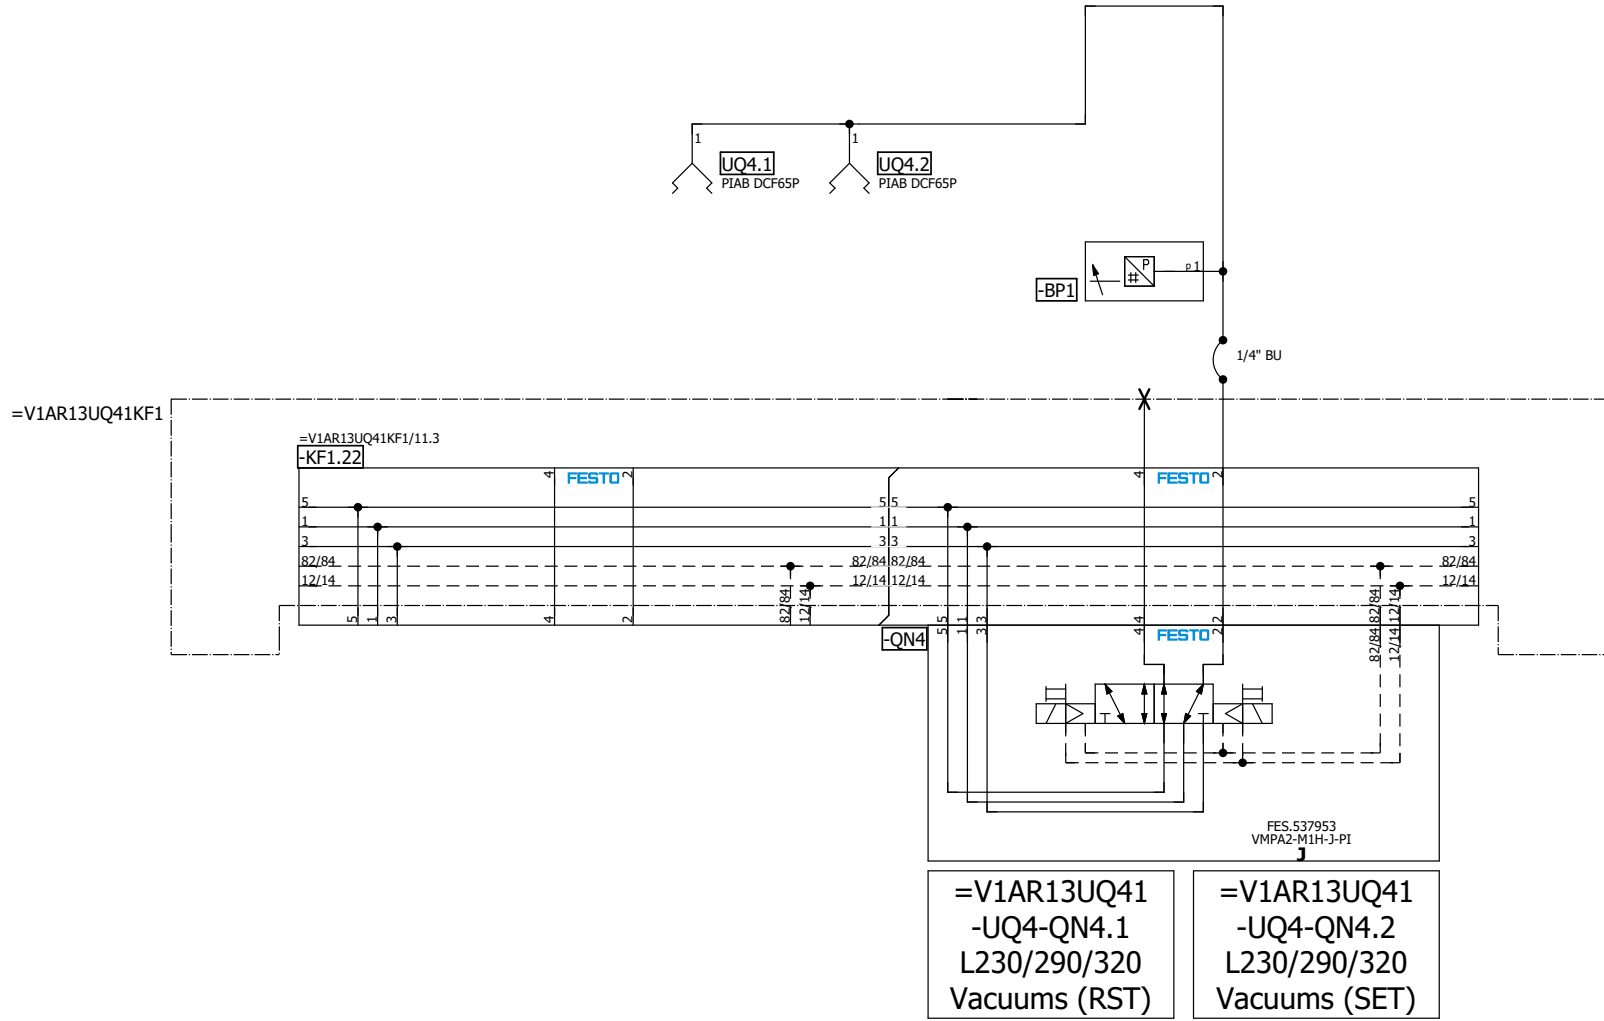 1
1
UQ4.1
PIAB DCF65P
UQ4.2
PIAB DCF65P
P
#
p 1
-BP1
1/4" BU
=V1AR13UQ41KF1
=V1AR13UQ41KF1/11.3
-KF1.22
4
FESTO
2
4
FESTO
2
5
5
5
5
1
1
1
1
3
3
3
3
82/84
82/84
82/84
82/84
12/14
12/14
12/14
12/14
5
1
3
4
2
82/84
12/14
5
1
3
4
2
82/84
12/14
-QN4
5
1
3
4
FESTO
2
82/84
12/14
FES.537953
VMPA2-M1H-J-PI
J
=V1AR13UQ41
-UQ4-QN4.1
L230/290/320
Vacuums (RST)
=V1AR13UQ41
-UQ4-QN4.2
L230/290/320
Vacuums (SET)